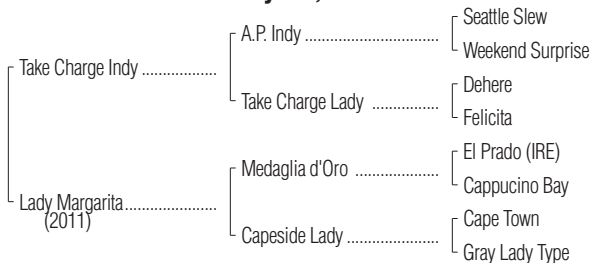 Seattle Slew
A.P. Indy ..................................
Weekend Surprise
Take Charge Indy ...................
Dehere
Take Charge Lady .................
Felicita
El Prado (IRE)
Medaglia d'Oro .....................
Cappucino Bay
Lady Margarita.......................
(2011)
Cape Town
Capeside Lady .......................
Gray Lady Type